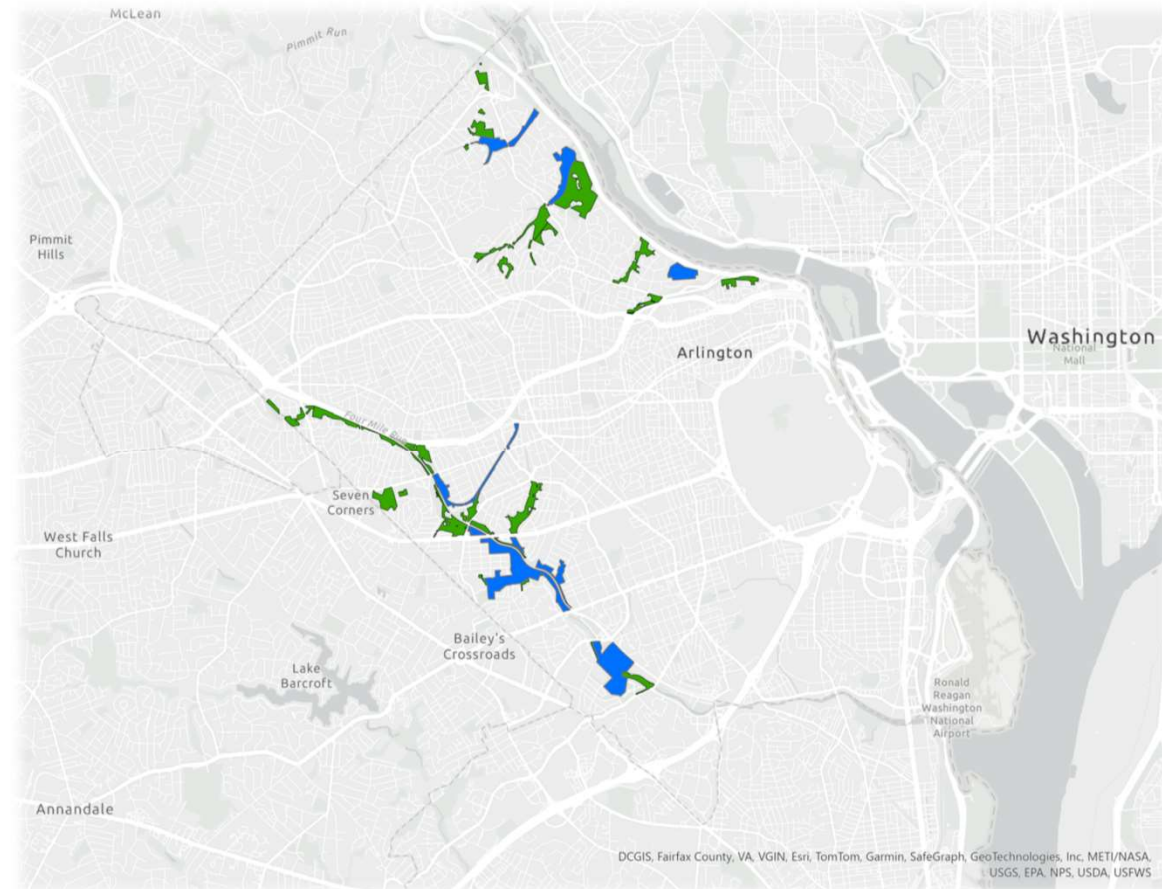 McLean
Pimmit Run
Pimmit
Hills
Washington
National
Mall
Arlington
Four Mile Run
Seven
Corners
West Falls
Church
Bailey's
Crossroads
Lake
Barcroft
Ronald
Reagan
Washington
National
Airport
Annandale
DCGIS, Fairfax County, VA, VGIN, Esri, TomTom, Garmin, SafeGraph, GeoTechnologies, Inc, METI/NASA,
USGS, EPA, NPS, USDA, USFWS